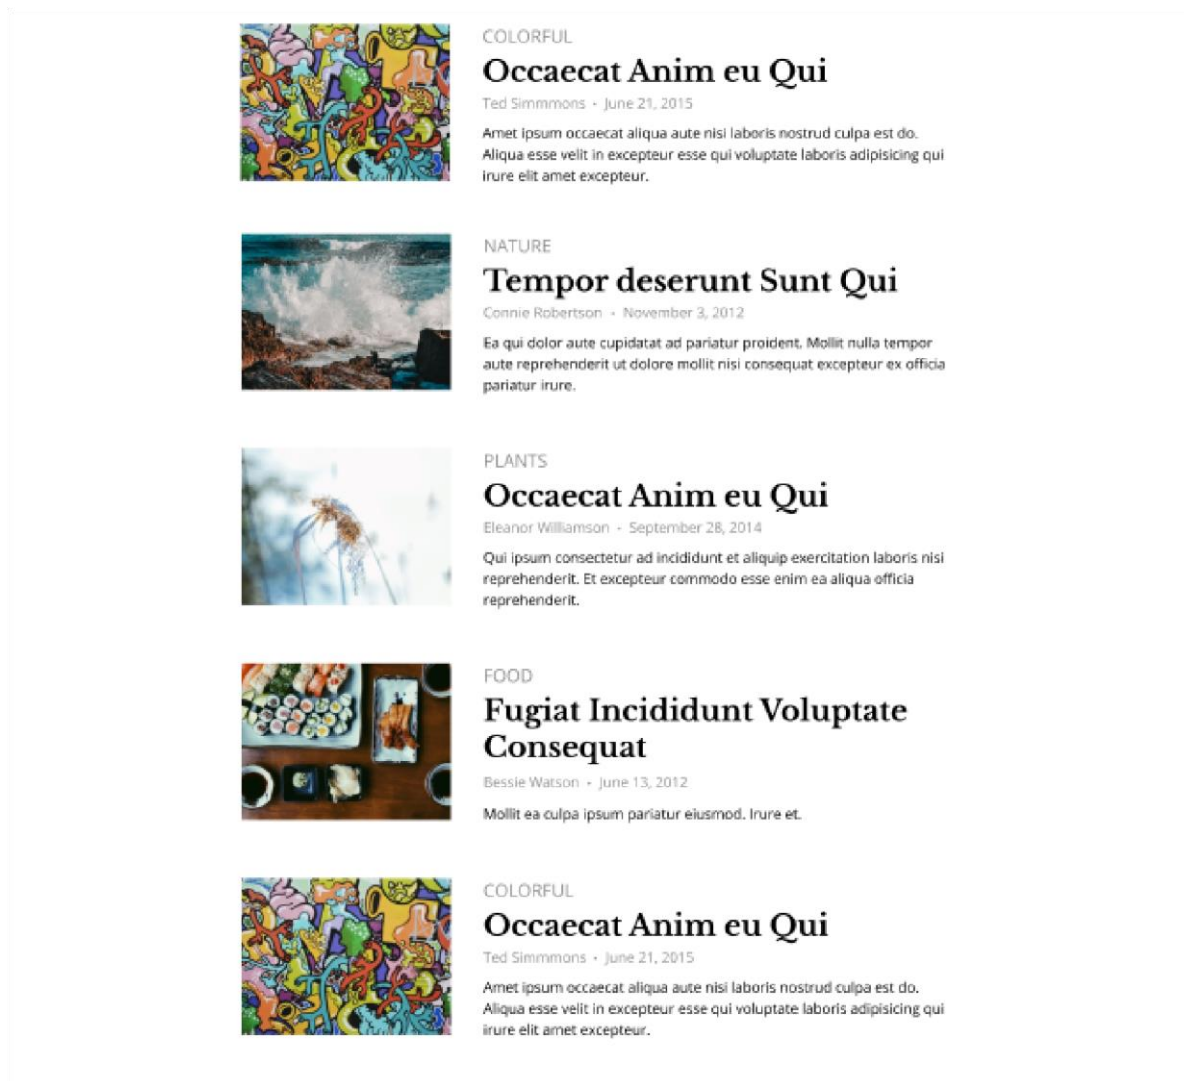 COLORFUL
Occaecat Anim eu Qui
Ted Simmmons • June 21, 2015
Amet ipsum occaecat aliqua aute nisi laboris nostrud culpa est do.
Aliqua esse velit in excepteur esse qui voluptate laboris adipisicing qui
irure elit amet excepteur.
NATURE
Tempor deserunt Sunt Qui
Connie Robertson • November 3, 2012
Ea qui dolor aute cupidatat ad pariatur proident. Mollit nulla tempor
aute reprehenderit ut dolore mollit nisi consequat excepteur ex officia
pariatur irure.
PLANTS
Occaecat Anim eu Qui
Eleanor Williamson • September 28, 2014
Qui ipsum consectetur ad incididunt et aliquip exercitation laboris nisi
reprehenderit. Et excepteur commodo esse enim ea aliqua officia
reprehenderit.
FOOD
Fugiat Incididunt Voluptate
Consequat
Bessie Watson • June 13, 2012
Mollit ea culpa ipsum pariatur eiusmod. Irure et.
COLORFUL
Occaecat Anim eu Qui
Ted Simmmons • June 21, 2015
Amet ipsum occaecat aliqua aute nisi laboris nostrud culpa est do.
Aliqua esse velit in excepteur esse qui voluptate laboris adipisicing qui
irure elit amet excepteur.